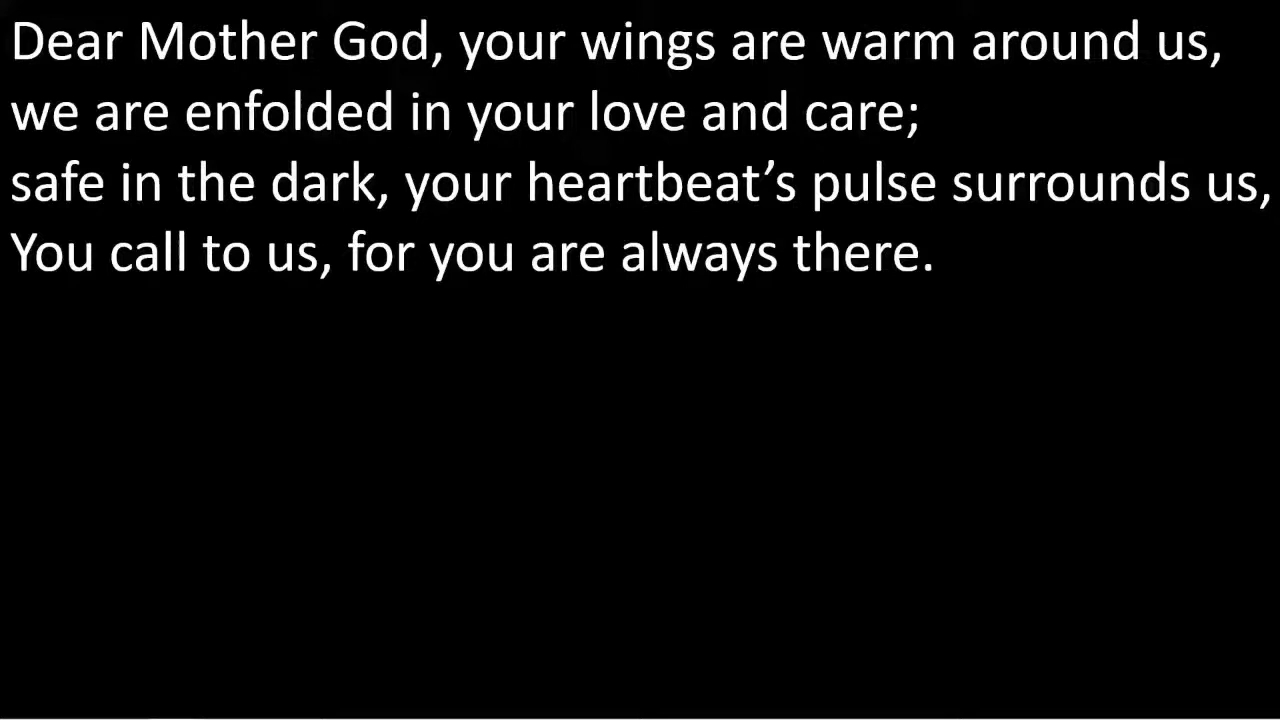 Dear Mother God, your wings are warm around us,
we are enfolded in your love and care;
safe in the dark, your heartbeat’s pulse surrounds us,
You call to us, for you are always there.